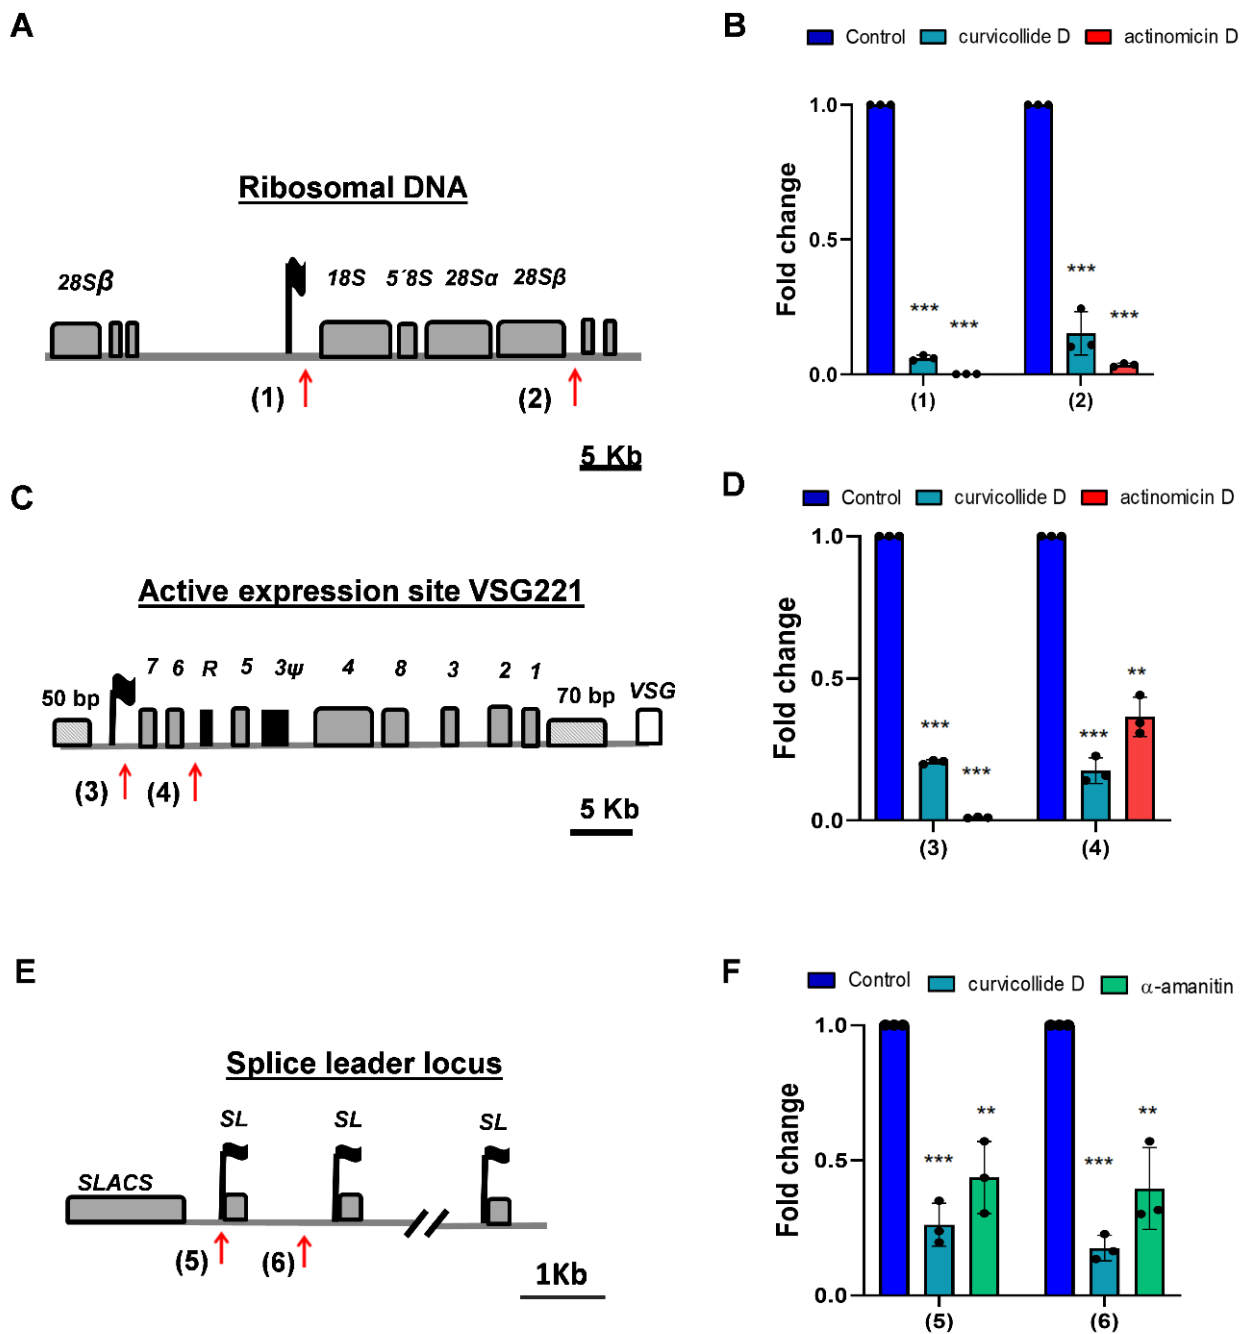 A
B
Control curvicollide D actinomicin D
Ribosomal DNA
28Sβ 18S 5´8S 28Sα 28Sβ
(1) (2)
5 Kb
Fold change
1.0
0.5
0.0
*** *** *** ***
(1) (2)
C
D
Control curvicollide D actinomicin D
Active expression site VSG221
50 bp 7 6 R 5 3ψ 4 8 3 2 1 70 bp VSG
(3) (4)
5 Kb
Fold change
1.0
0.5
0.0
*** *** *** **
(3) (4)
E
F
Control curvicollide D α-amanitin
Splice leader locus
SLACS SL SL SL
(5) (6)
1Kb
Fold change
1.0
0.5
0.0
*** ** *** **
(5) (6)